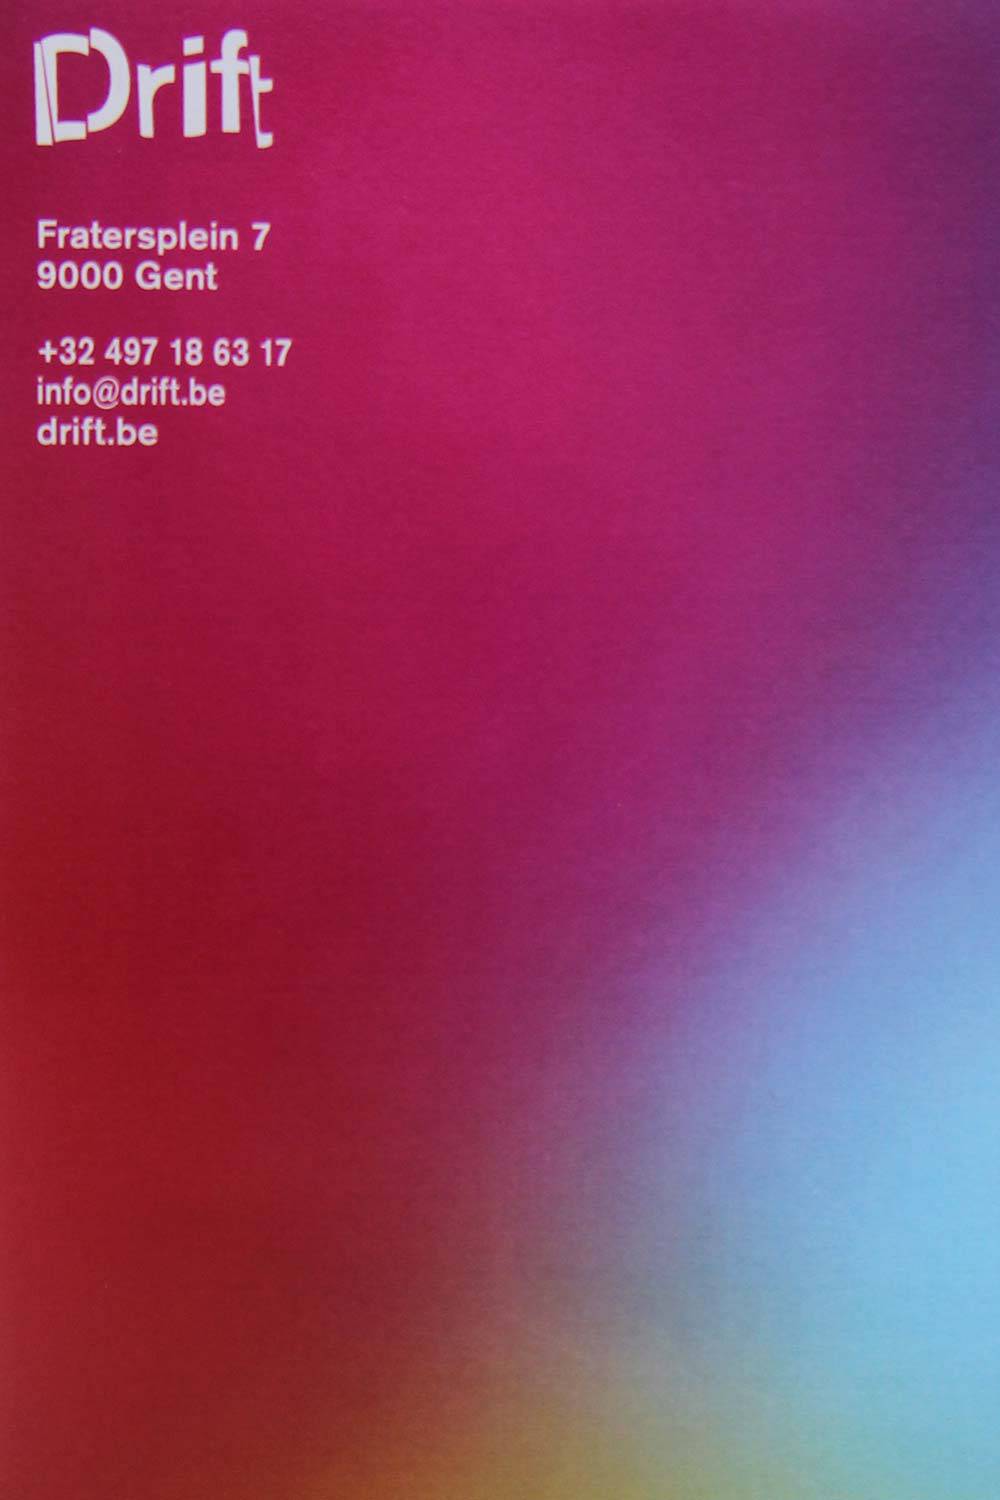 Drift
Fratersplein 7
9000 Gent
+32 497 18 63 17
info@drift.be
drift.be